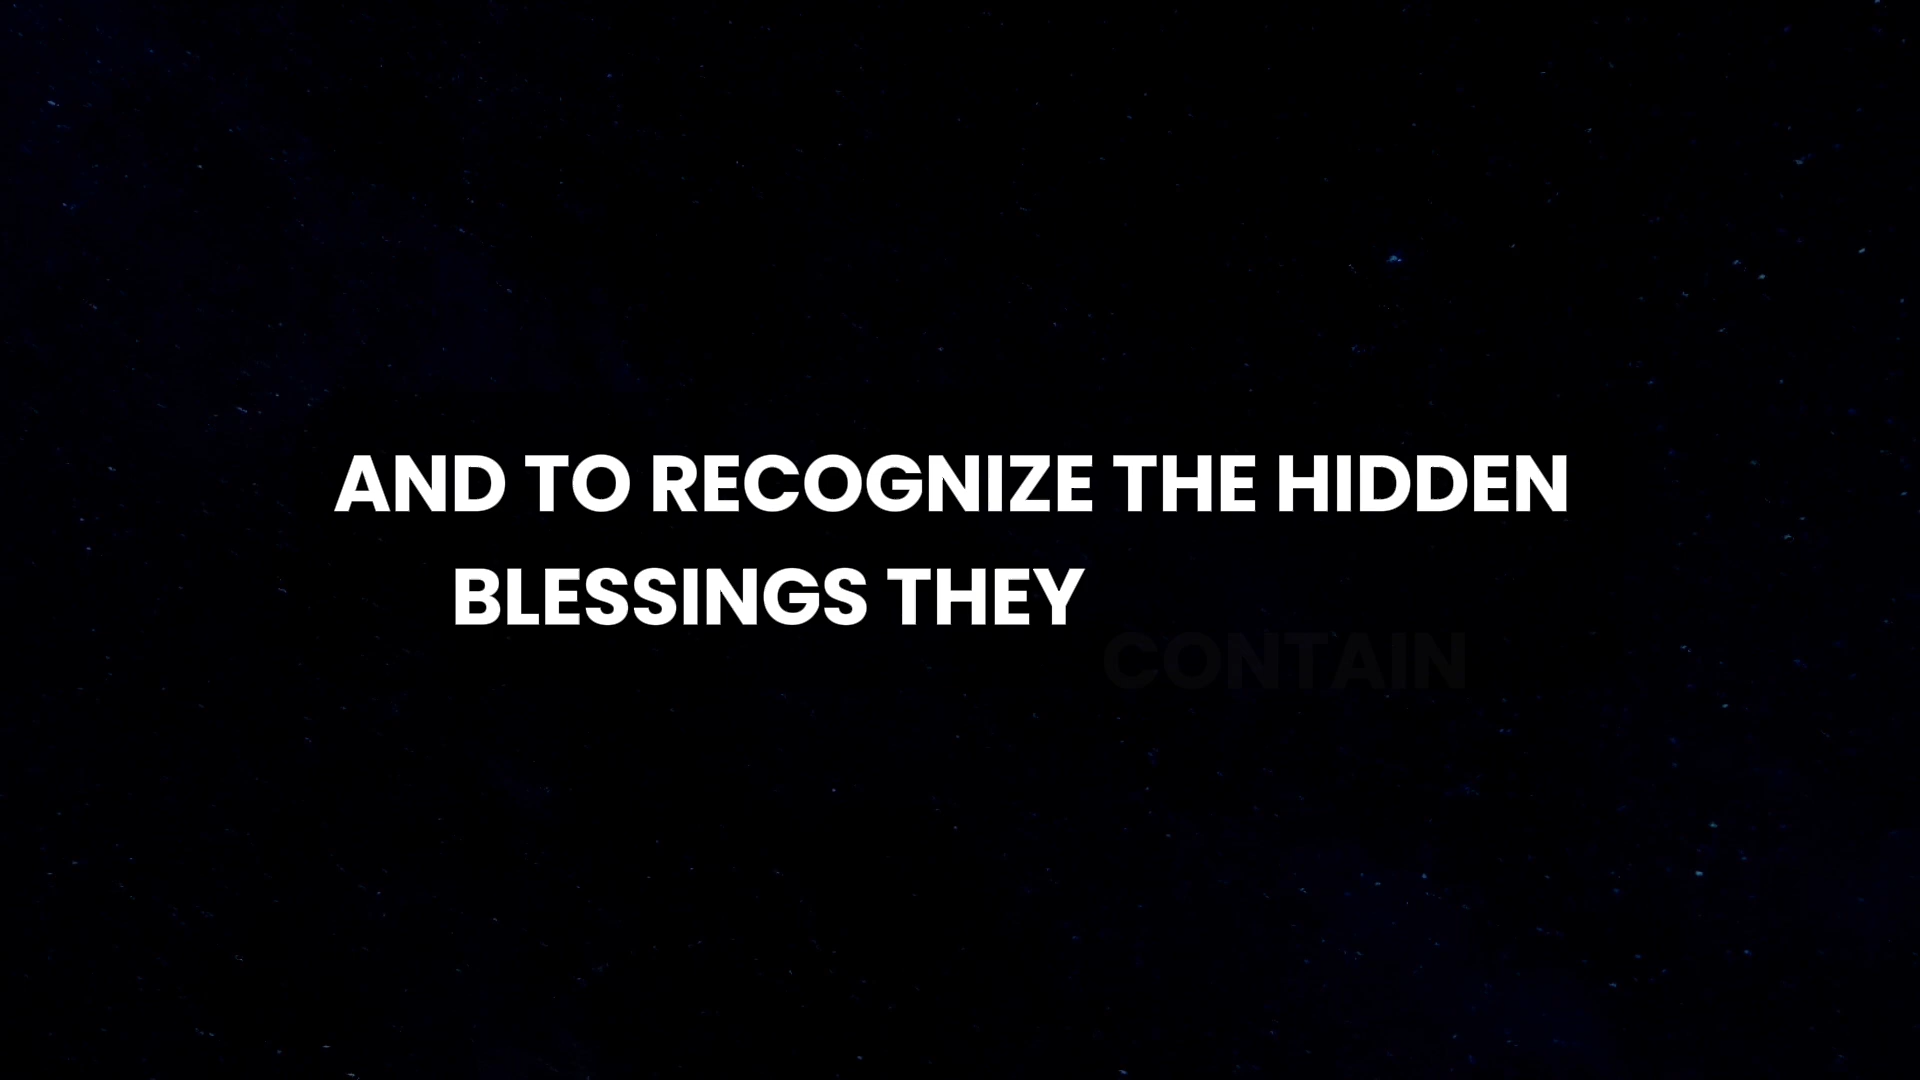 AND TO RECOGNIZE THE HIDDEN
BLESSINGS THEY
CONTAIN